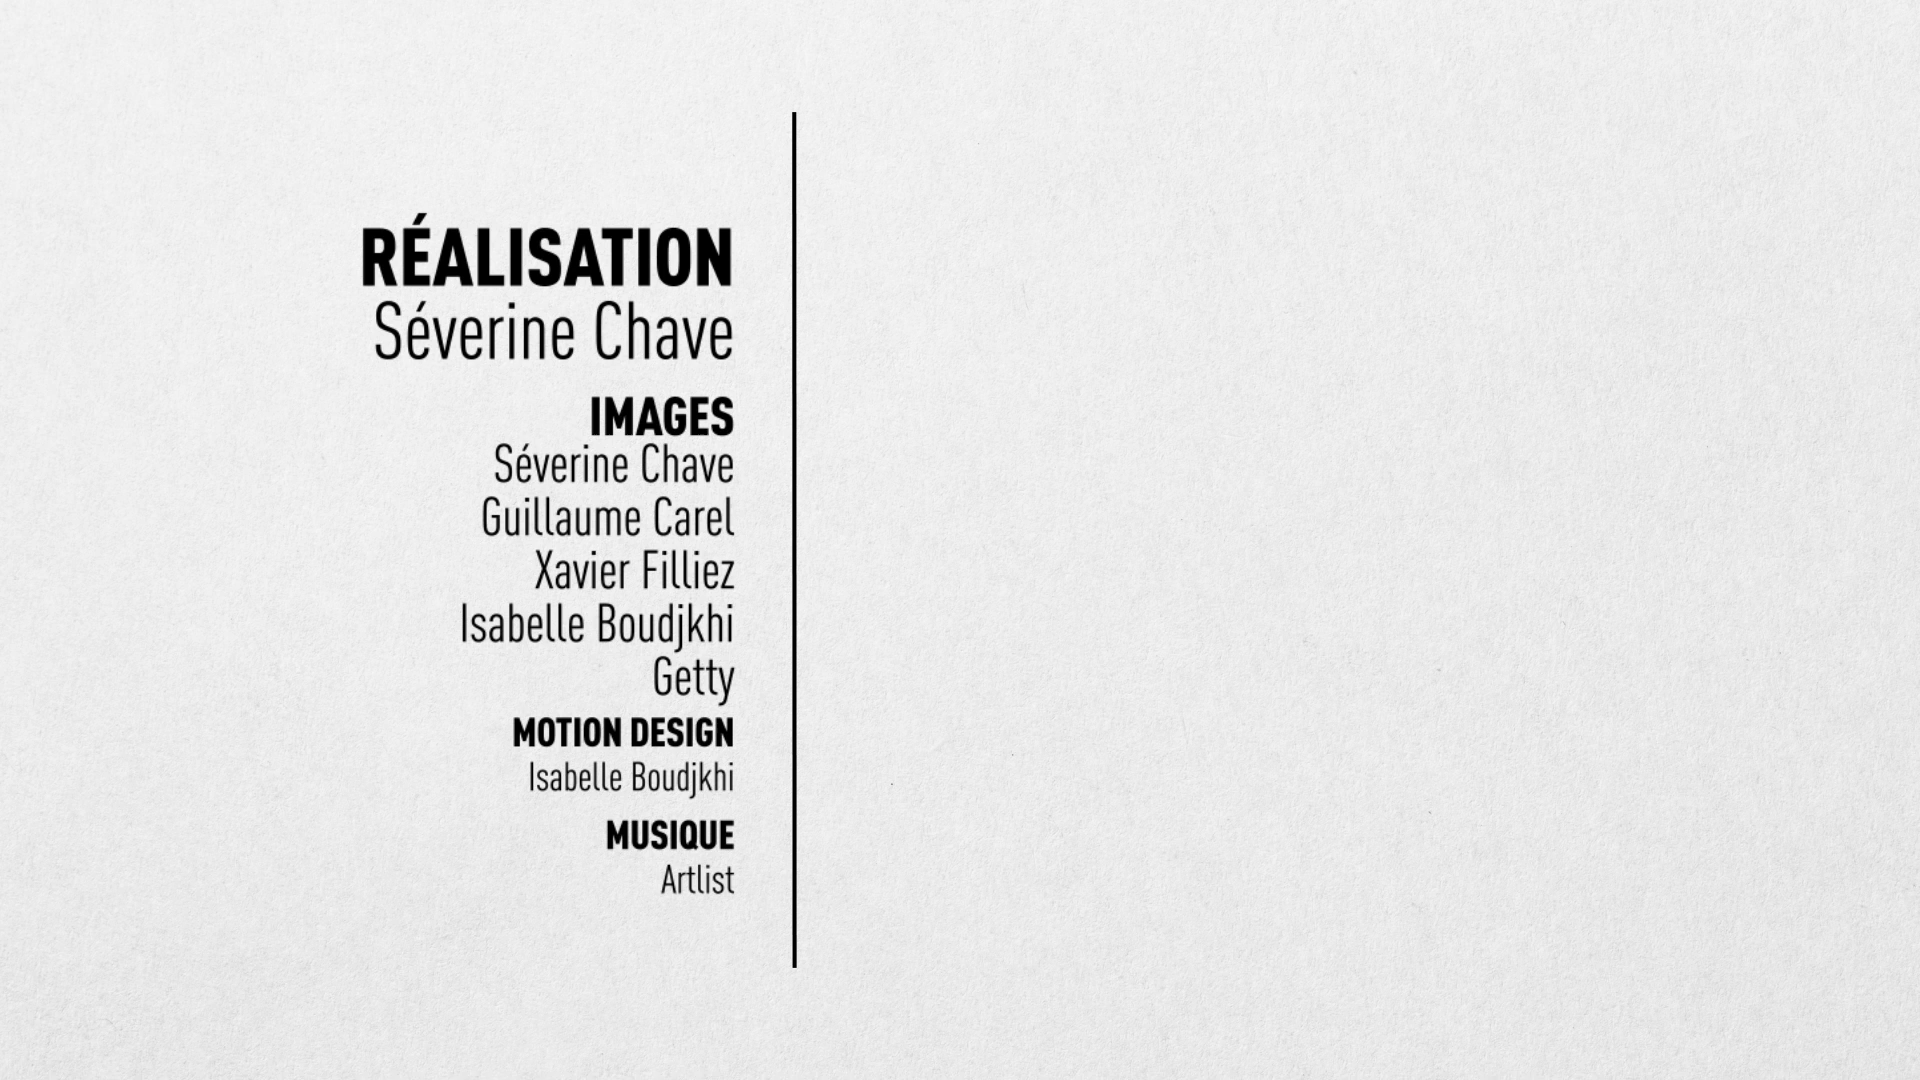 RÉALISATION
Séverine Chave
IMAGES
Séverine Chave
Guillaume Carel
Xavier Filliez
Isabelle Boudjkhi
Getty
MOTION DESIGN
Isabelle Boudjkhi
MUSIQUE
Artlist